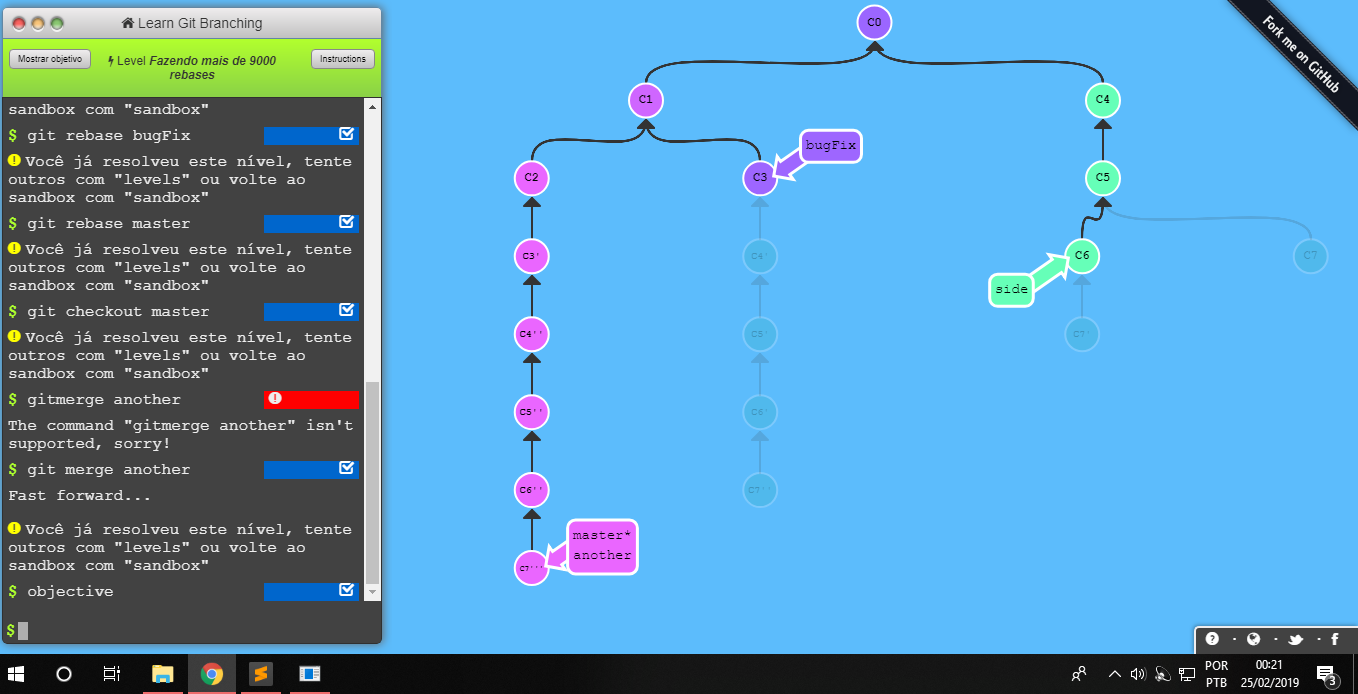 Learn Git Branching
Mostrar objetivo
Level Fazendo mais de 9000
rebases
Instructions
sandbox com "sandbox"
$ git rebase bugFix
Você já resolveu este nível, tente
outros com "levels" ou volte ao
sandbox com "sandbox"
$ git rebase master
Você já resolveu este nível, tente
outros com "levels" ou volte ao
sandbox com "sandbox"
$ git checkout master
Você já resolveu este nível, tente
outros com "levels" ou volte ao
sandbox com "sandbox"
$ gitmerge another
The command "gitmerge another" isn't
supported, sorry!
$ git merge another
Fast forward...
Você já resolveu este nível, tente
outros com "levels" ou volte ao
sandbox com "sandbox"
$ objective
$
C0
C1
C4
bugFix
C2
C3
C5
C3'
C4'
C6
C7
side
C4''
C5'
C7'
C5''
C6'
C6''
C7''
master*
another
C7'''
Fork me on GitHub
POR
PTB
00:21
25/02/2019
3